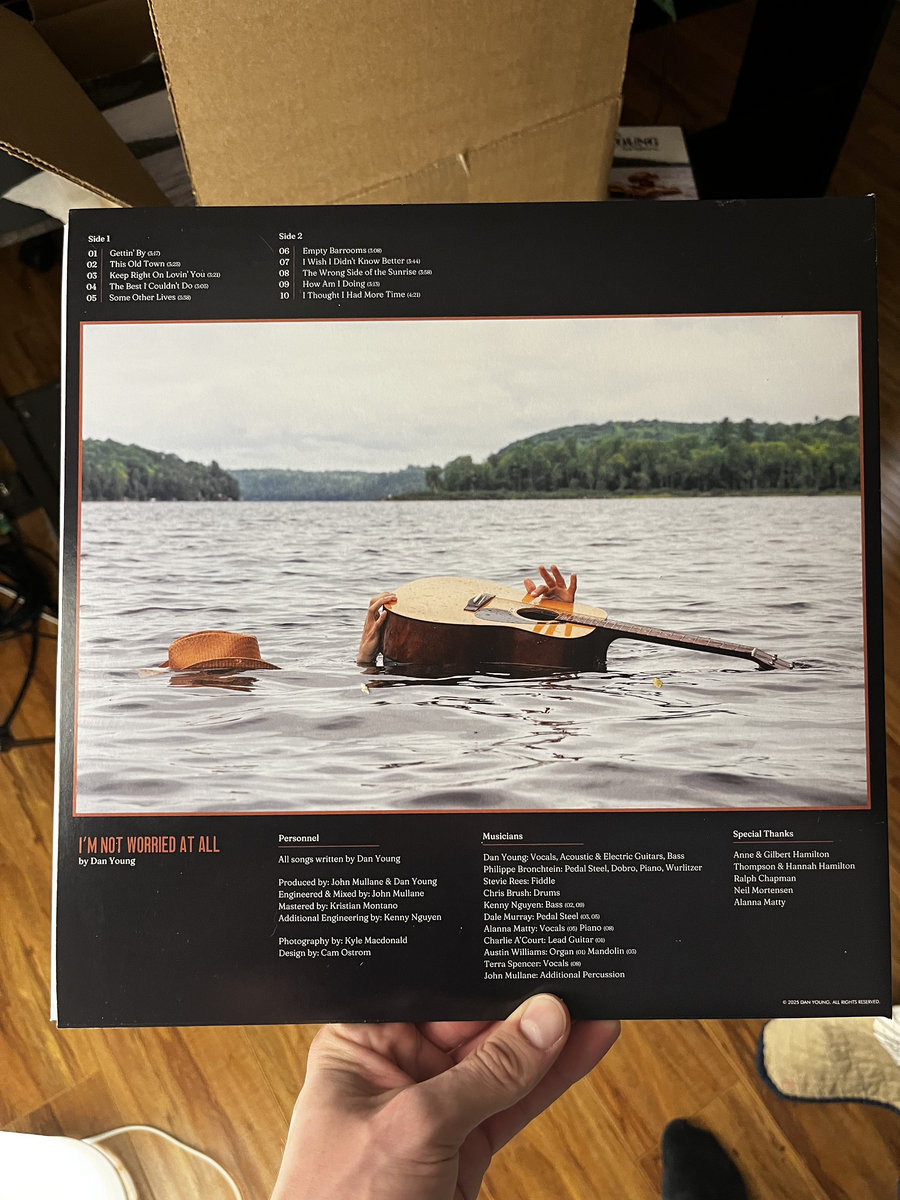 Side 1
01 Gettin' By (3:17)
02 This Old Town (3:23)
03 Keep Right On Lovin' You (3:21)
04 The Best I Couldn't Do (3:05)
05 Some Other Lives (3:38)
Side 2
06 Empty Barrooms (3:08)
07 I Wish I Didn't Know Better (3:44)
08 The Wrong Side of the Sunrise (3:58)
09 How Am I Doing (3:13)
10 I Thought I Had More Time (4:21)
I'M NOT WORRIED AT ALL
by Dan Young
Personnel
All songs written by Dan Young
Produced by: John Mullane & Dan Young
Engineered & Mixed by: John Mullane
Mastered by: Kristian Montano
Additional Engineering by: Kenny Nguyen
Photography by: Kyle Macdonald
Design by: Cam Ostrom
Musicians
Dan Young: Vocals, Acoustic & Electric Guitars, Bass
Philippe Bronchtein: Pedal Steel, Dobro, Piano, Wurlitzer
Stevie Rees: Fiddle
Chris Brush: Drums
Kenny Nguyen: Bass (02, 09)
Dale Murray: Pedal Steel (03, 05)
Alanna Matty: Vocals (05) Piano (08)
Charlie A'Court: Lead Guitar (01)
Austin Williams: Organ (01) Mandolin (03)
Terra Spencer: Vocals (08)
John Mullane: Additional Percussion
Special Thanks
Anne & Gilbert Hamilton
Thompson & Hannah Hamilton
Ralph Chapman
Neil Mortensen
Alanna Matty
© 2025 DAN YOUNG. ALL RIGHTS RESERVED.